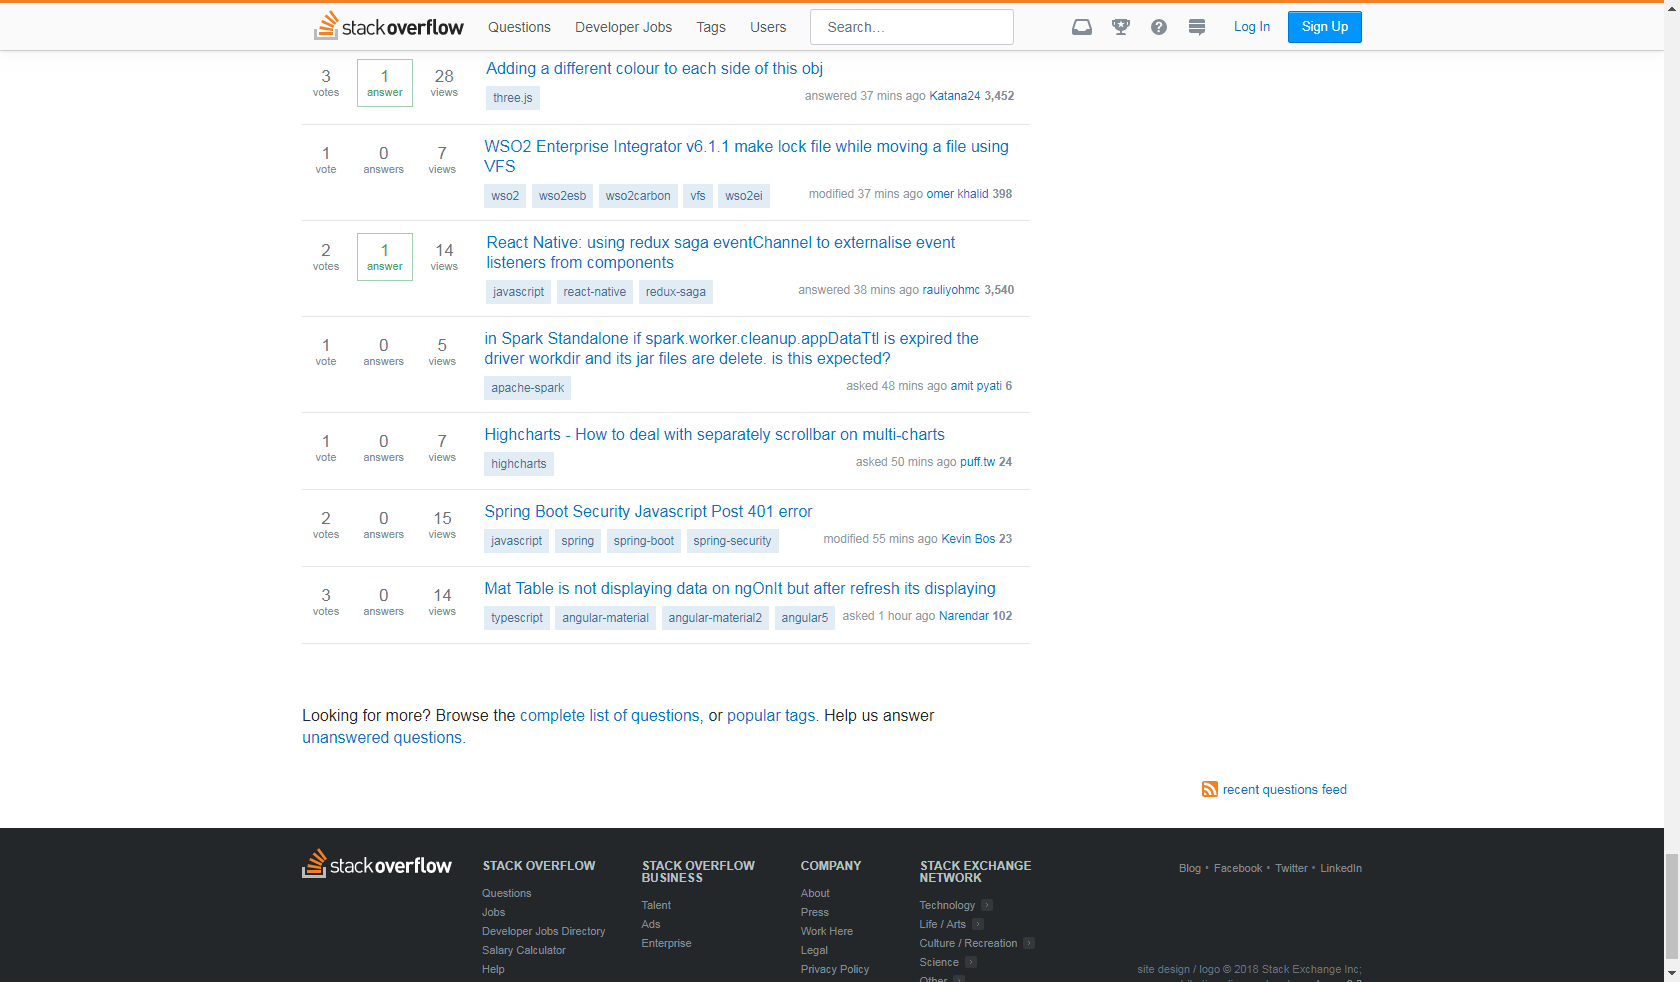 stackoverflow Questions Developer Jobs Tags Users Search... Log In Sign Up
3 votes 1 answer 28 views
Adding a different colour to each side of this obj
three.js
answered 37 mins ago Katana24 3,452
1 vote 0 answers 7 views
WSO2 Enterprise Integrator v6.1.1 make lock file while moving a file using
VFS
wso2 wso2esb wso2carbon vfs wso2ei
modified 37 mins ago omer khalid 398
2 votes 1 answer 14 views
React Native: using redux saga eventChannel to externalise event
listeners from components
javascript react-native redux-saga
answered 38 mins ago rauliyohmc 3,540
1 vote 0 answers 5 views
in Spark Standalone if spark.worker.cleanup.appDataTtl is expired the
driver workdir and its jar files are delete. is this expected?
apache-spark
asked 48 mins ago amit pyati 6
1 vote 0 answers 7 views
Highcharts - How to deal with separately scrollbar on multi-charts
highcharts
asked 50 mins ago puff.tw 24
2 votes 0 answers 15 views
Spring Boot Security Javascript Post 401 error
javascript spring spring-boot spring-security
modified 55 mins ago Kevin Bos 23
3 votes 0 answers 14 views
Mat Table is not displaying data on ngOnIt but after refresh its displaying
typescript angular-material angular-material2 angular5
asked 1 hour ago Narendar 102
Looking for more? Browse the complete list of questions, or popular tags. Help us answer
unanswered questions.
recent questions feed
stackoverflow
STACK OVERFLOW
Questions
Jobs
Developer Jobs Directory
Salary Calculator
Help
STACK OVERFLOW
BUSINESS
Talent
Ads
Enterprise
COMPANY
About
Press
Work Here
Legal
Privacy Policy
STACK EXCHANGE
NETWORK
Technology
Life / Arts
Culture / Recreation
Science
Other
Blog • Facebook • Twitter • LinkedIn
site design / logo © 2018 Stack Exchange Inc;